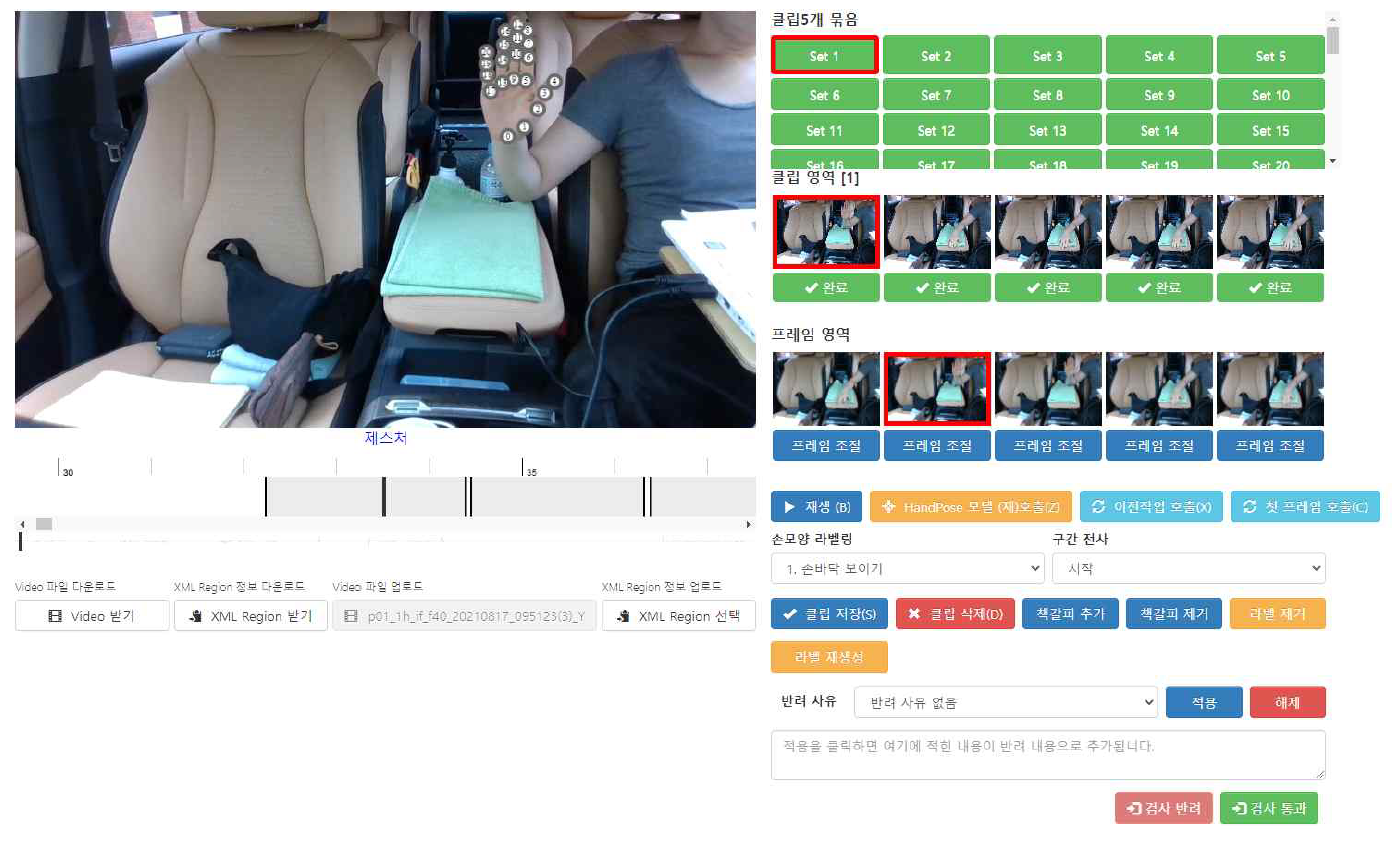 클립5개 묶음
Set 1
Set 2
Set 3
Set 4
Set 5
Set 6
Set 7
Set 8
Set 9
Set 10
Set 11
Set 12
Set 13
Set 14
Set 15
Set 16
Set 17
Set 18
Set 19
Set 20
클립 영역 [1]
완료
완료
완료
완료
완료
프레임 영역
프레임 조절
프레임 조절
프레임 조절
프레임 조절
프레임 조절
제스처
30
35
재생 (B)
HandPose 모델 (재)호출(Z)
이전작업 호출(X)
첫 프레임 호출(C)
손모양 라벨링
구간 전사
1. 손바닥 보이기
시작
Video 파일 다운로드
XML Region 정보 다운로드
Video 파일 업로드
XML Region 정보 업로드
Video 받기
XML Region 받기
p01_1h_if_f40_20210817_095123(3)_Y
XML Region 선택
클립 저장(S)
클립 삭제(D)
책갈피 추가
책갈피 제거
라벨 제거
라벨 재생성
반려 사유
반려 사유 없음
적용
해제
적용을 클릭하면 여기에 적힌 내용이 반려 내용으로 추가됩니다.
검사 반려
검사 통과